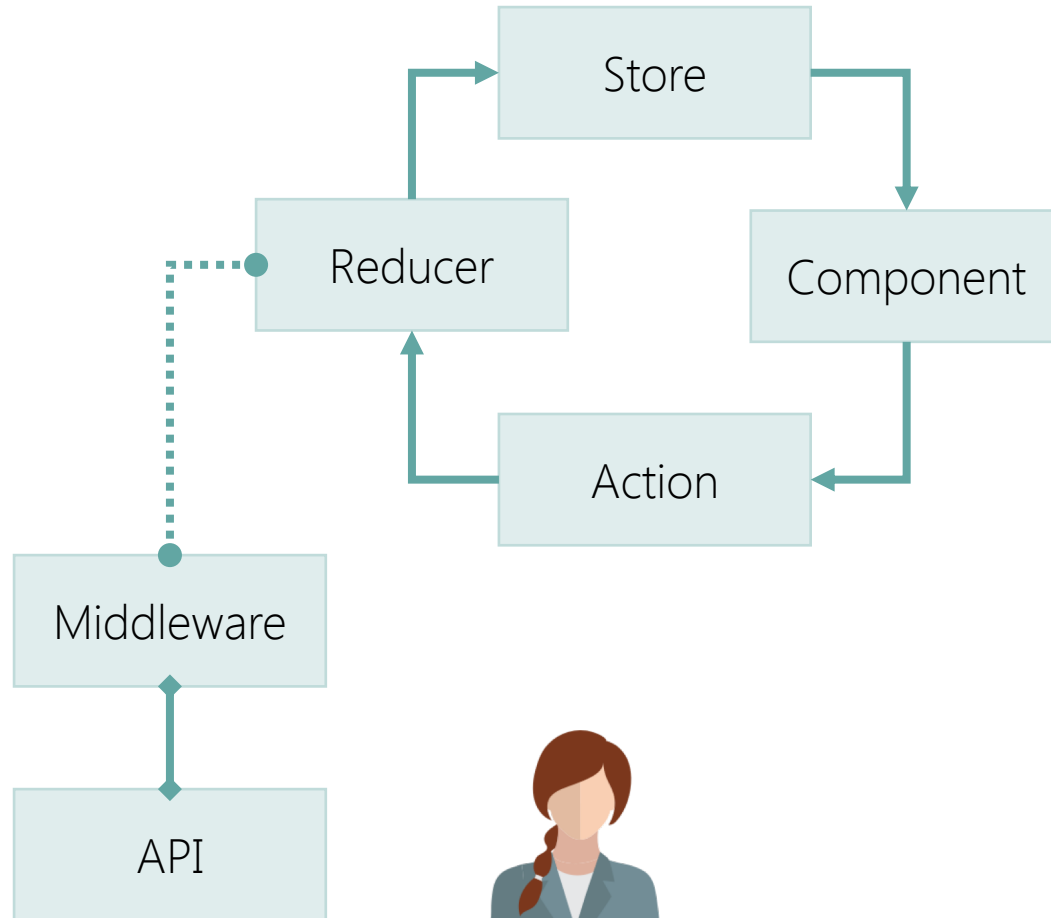 Store
Reducer
Component
Action
Middleware
API